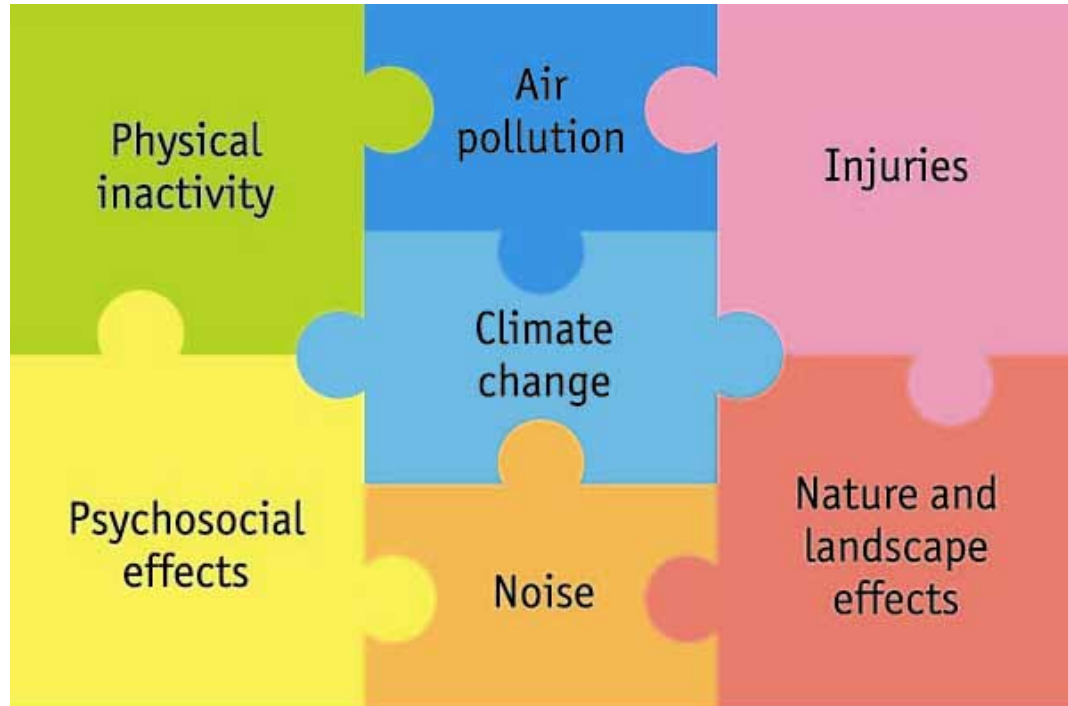 Physical
inactivity
Air
pollution
Injuries
Climate
change
Psychosocial
effects
Noise
Nature and
landscape
effects